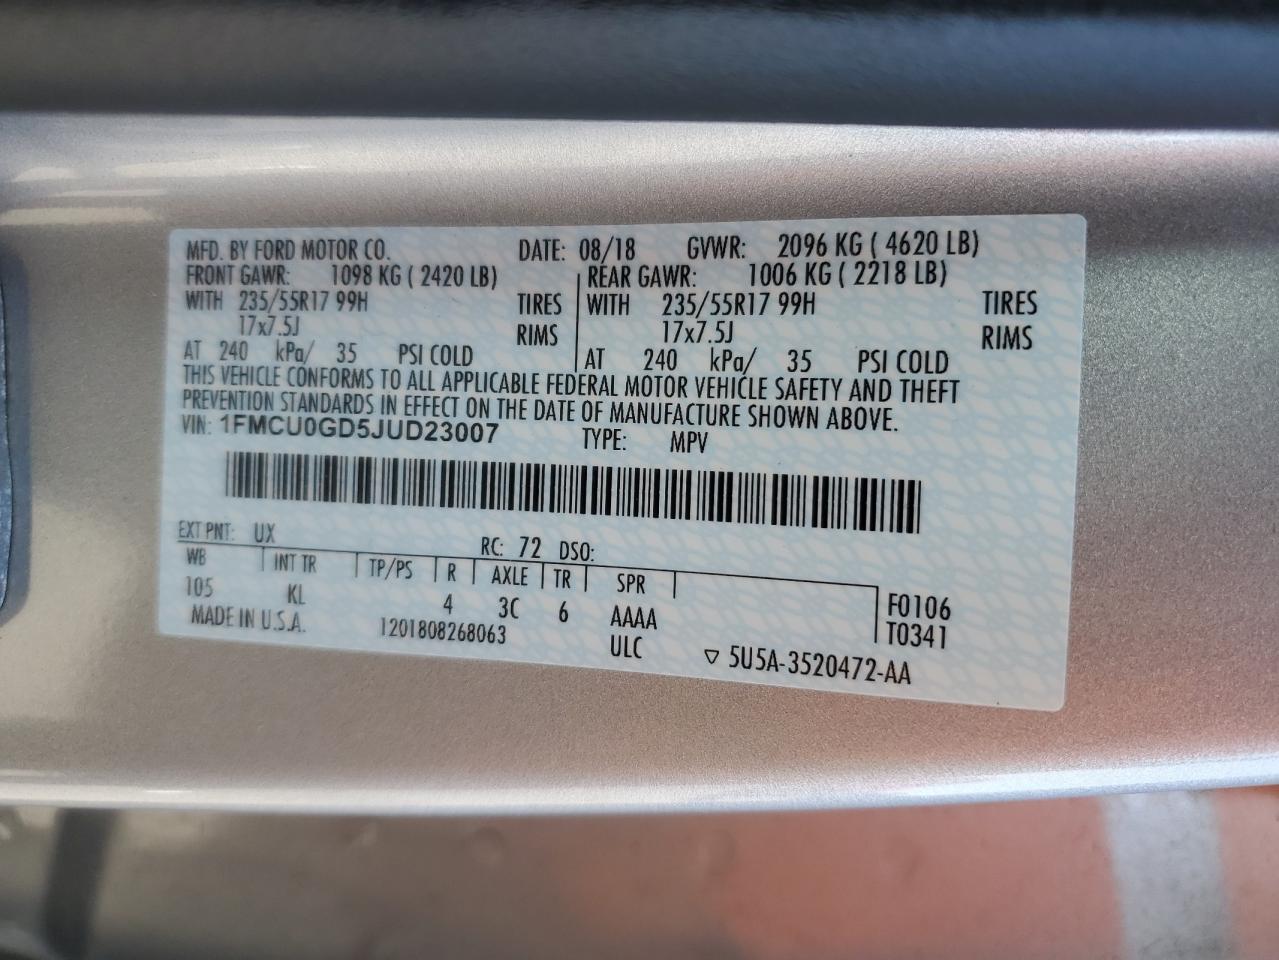 MFD. BY FORD MOTOR CO. DATE: 08/18 GVWR: 2096 KG ( 4620 LB)
FRONT GAWR: 1098 KG ( 2420 LB) REAR GAWR: 1006 KG ( 2218 LB)
WITH 235/55R17 99H TIRES WITH 235/55R17 99H TIRES
17x7.5J RIMS 17x7.5J RIMS
AT 240 kPa/ 35 PSI COLD AT 240 kPa/ 35 PSI COLD
THIS VEHICLE CONFORMS TO ALL APPLICABLE FEDERAL MOTOR VEHICLE SAFETY AND THEFT
PREVENTION STANDARDS IN EFFECT ON THE DATE OF MANUFACTURE SHOWN ABOVE.
VIN: 1FMCU0GD5JUD23007 TYPE: MPV
EXT PNT: UX RC: 72 DSO:
WB INT TR TP/PS R AXLE TR SPR
105 KL 4 3C 6 AAAA F0106
MADE IN U.S.A. 1201808268063 ULC T0341
▽ 5U5A-3520472-AA